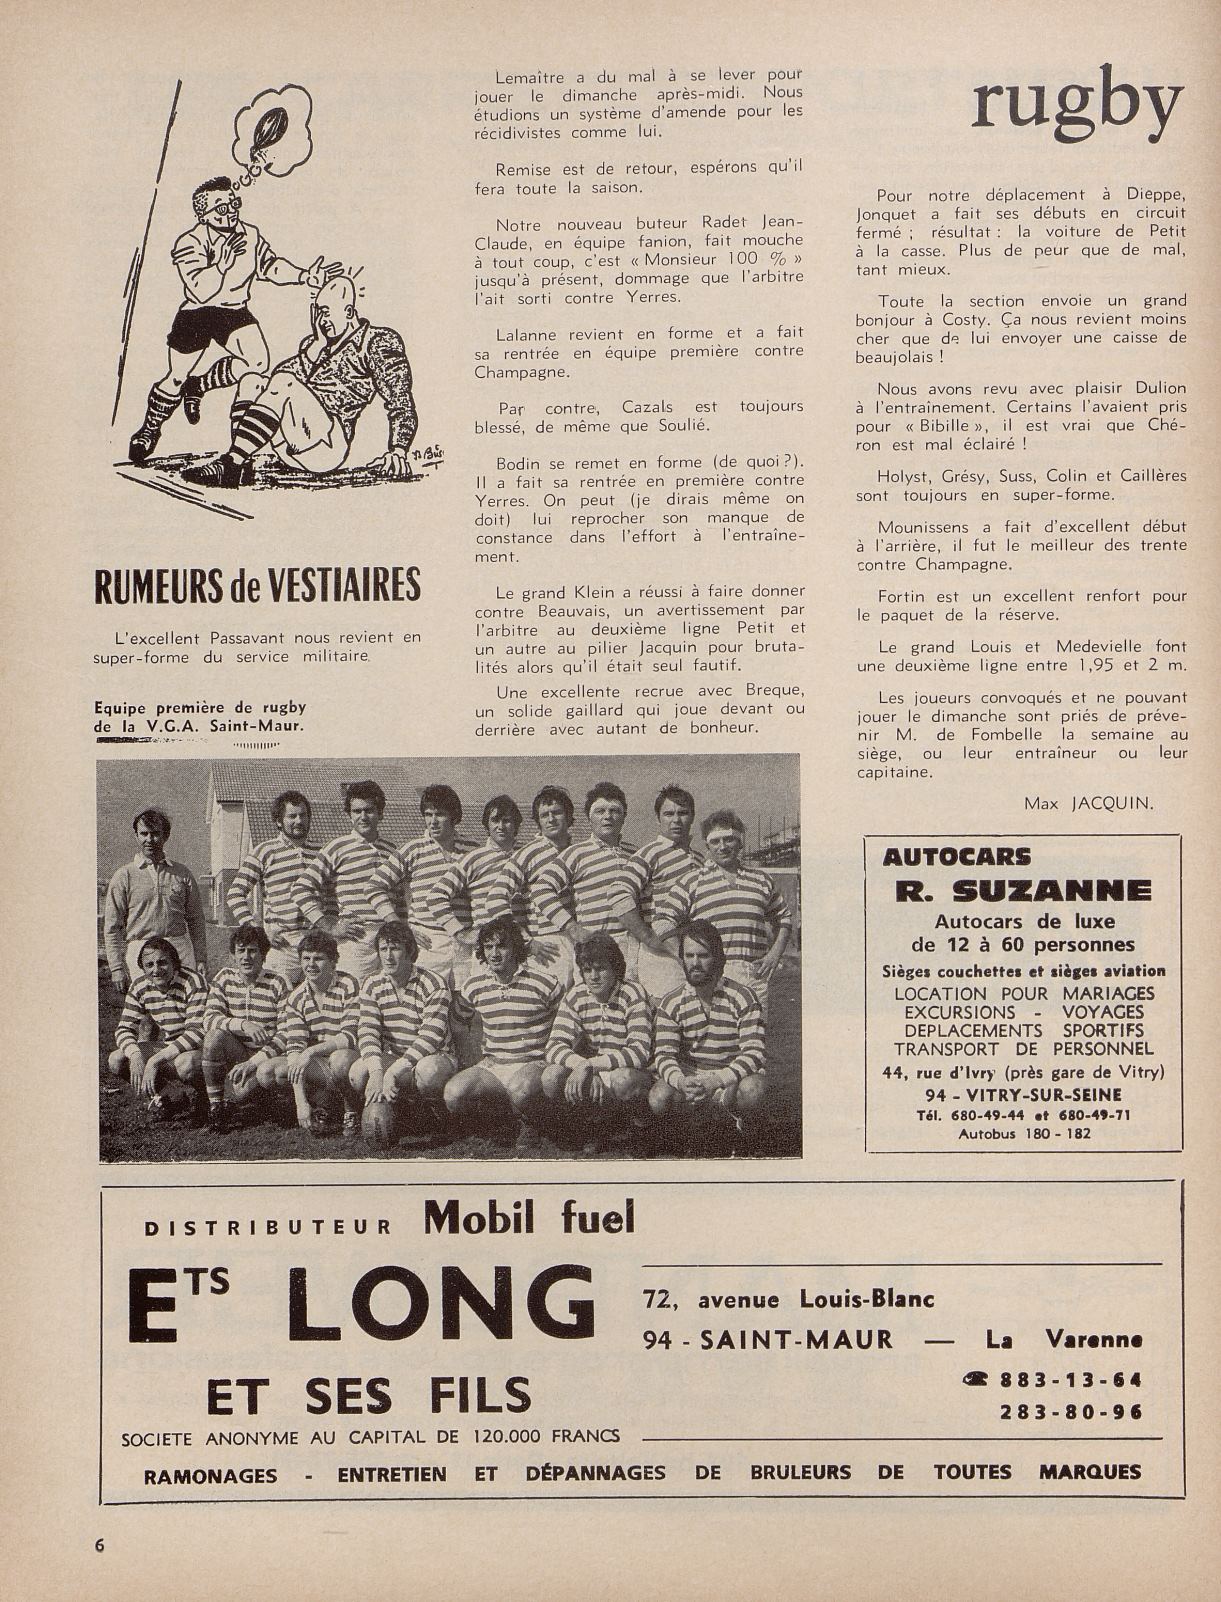 rugby
RUMEURS de VESTIAIRES
L'excellent Passavant nous revient en
super-forme du service militaire.
Equipe première de rugby
de la V.G.A. Saint-Maur.
Lemaître a du mal à se lever pour
jouer le dimanche après-midi. Nous
étudions un système d'amende pour les
récidivistes comme lui.
Remise est de retour, espérons qu'il
fera toute la saison.
Notre nouveau buteur Radet Jean-
Claude, en équipe fanion, fait mouche
à tout coup, c'est « Monsieur 100 % »
jusqu'à présent, dommage que l'arbitre
l'ait sorti contre Yerres.
Lalanne revient en forme et a fait
sa rentrée en équipe première contre
Champagne.
Par contre, Cazals est toujours
blessé, de même que Soulié.
Bodin se remet en forme (de quoi ?).
Il a fait sa rentrée en première contre
Yerres. On peut (je dirais même on
doit) lui reprocher son manque de
constance dans l'effort à l'entraîne-
ment.
Le grand Klein a réussi à faire donner
contre Beauvais, un avertissement par
l'arbitre au deuxième ligne Petit et
un autre au pilier Jacquin pour bruta-
lités alors qu'il était seul fautif.
Une excellente recrue avec Breque,
un solide gaillard qui joue devant ou
derrière avec autant de bonheur.
Pour notre déplacement à Dieppe,
Jonquet a fait ses débuts en circuit
fermé ; résultat : la voiture de Petit
à la casse. Plus de peur que de mal,
tant mieux.
Toute la section envoie un grand
bonjour à Costy. Ça nous revient moins
cher que de lui envoyer une caisse de
beaujolais !
Nous avons revu avec plaisir Dulion
à l'entraînement. Certains l'avaient pris
pour « Bibille », il est vrai que Ché-
ron est mal éclairé !
Holyst, Grésy, Suss, Colin et Caillères
sont toujours en super-forme.
Mounissens a fait d'excellent début
à l'arrière, il fut le meilleur des trente
contre Champagne.
Fortin est un excellent renfort pour
le paquet de la réserve.
Le grand Louis et Medevielle font
une deuxième ligne entre 1,95 et 2 m.
Les joueurs convoqués et ne pouvant
jouer le dimanche sont priés de préve-
nir M. de Fombelle la semaine au
siège, ou leur entraîneur ou leur
capitaine.
Max JACQUIN.
AUTOCARS
R. SUZANNE
Autocars de luxe
de 12 à 60 personnes
Sièges couchettes et sièges aviation
LOCATION POUR MARIAGES
EXCURSIONS - VOYAGES
DEPLACEMENTS SPORTIFS
TRANSPORT DE PERSONNEL
44, rue d'Ivry (près gare de Vitry)
94 - VITRY-SUR-SEINE
Tél. 680-49-44 et 680-49-71
Autobus 180 - 182
DISTRIBUTEUR Mobil fuel
ETS LONG
ET SES FILS
SOCIETE ANONYME AU CAPITAL DE 120.000 FRANCS
72, avenue Louis-Blanc
94 - SAINT-MAUR — La Varenne
☎ 883-13-64
283-80-96
RAMONAGES - ENTRETIEN ET DÉPANNAGES DE BRULEURS DE TOUTES MARQUES
6